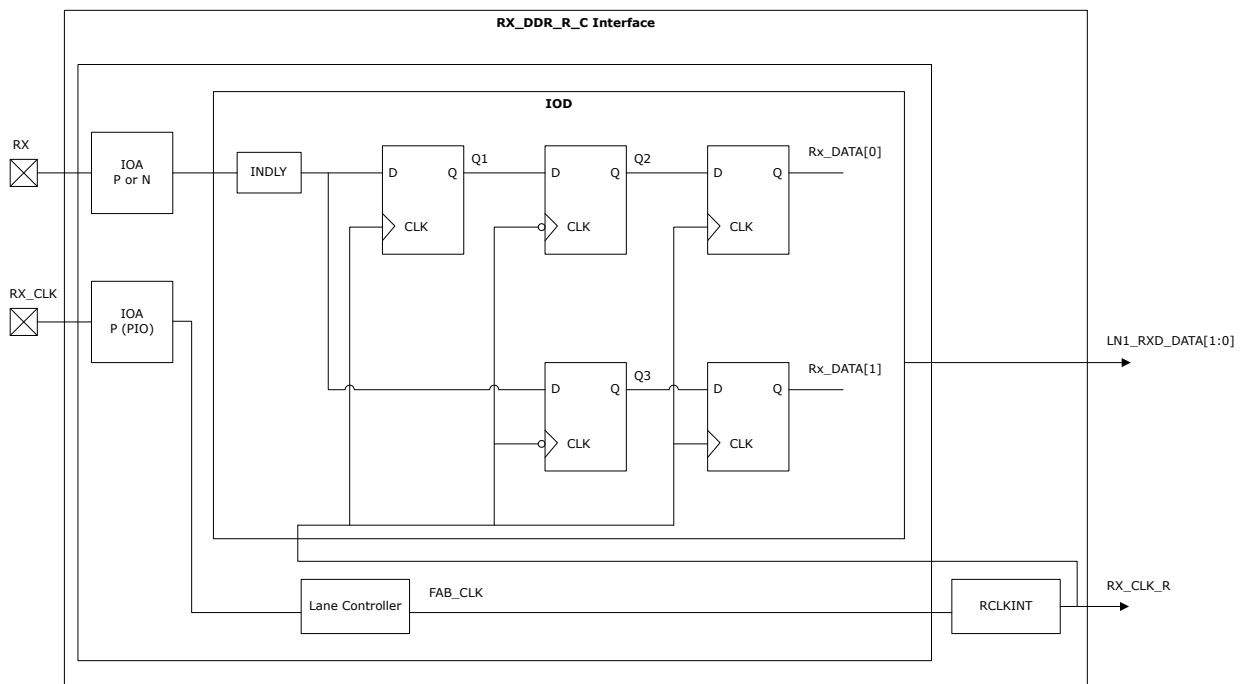 RX_DDR_R_C Interface
IOD
RX
IOA
P or N
INDLY
D
Q
CLK
Q1
D
Q
CLK
Q2
D
Q
CLK
Rx_DATA[0]
RX_CLK
IOA
P (PIO)
D
Q
CLK
Q3
D
Q
CLK
Rx_DATA[1]
LN1_RXD_DATA[1:0]
Lane Controller
FAB_CLK
RCLKINT
RX_CLK_R